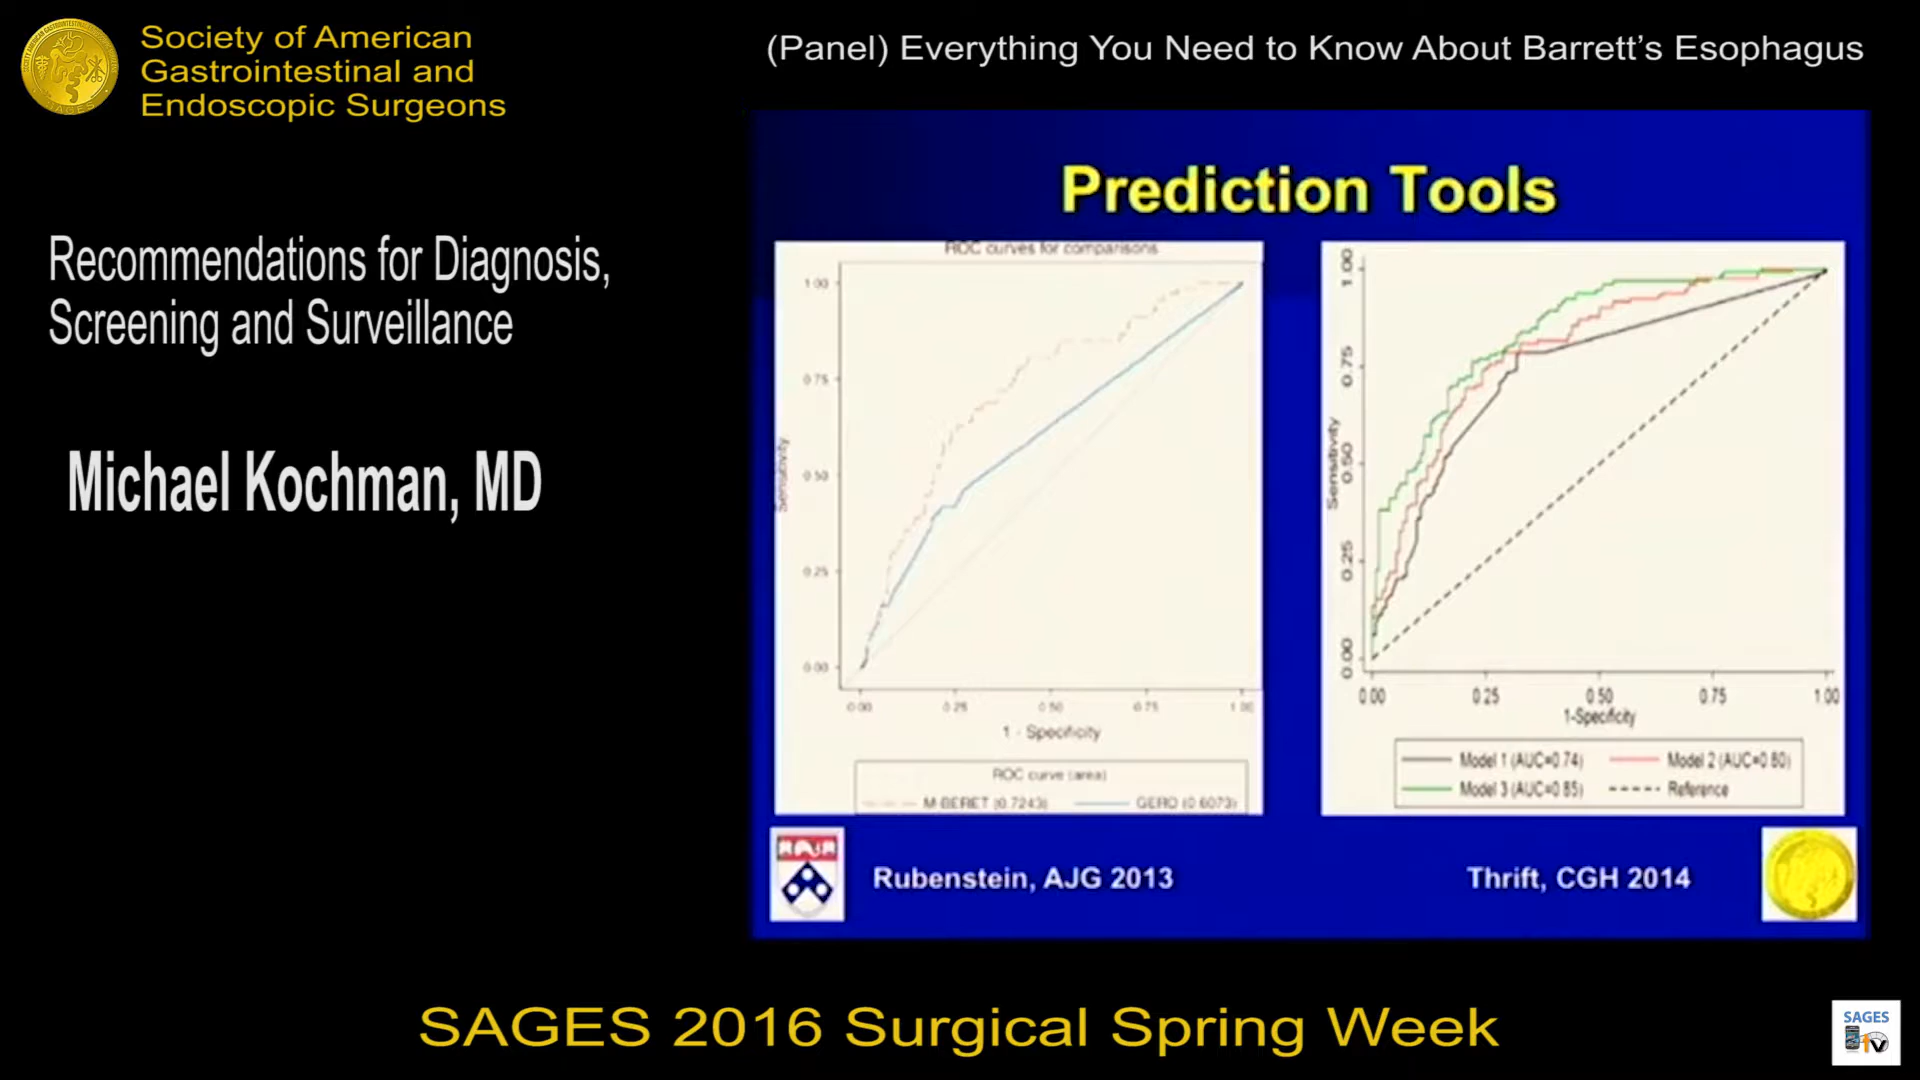 Society of American
Gastrointestinal and
Endoscopic Surgeons
(Panel) Everything You Need to Know About Barrett's Esophagus
Recommendations for Diagnosis,
Screening and Surveillance
Michael Kochman, MD
Prediction Tools
ROC curves for comparisons
1.00
0.75
0.50
0.25
0.00
Sensitivity
0.00 0.25 0.50 0.75 1.00
1 - Specificity
ROC curve (area)
M-BERET (0.7243) GERD (0.6073)
1.00
0.75
0.50
0.25
0.00
Sensitivity
0.00 0.25 0.50 0.75 1.00
1-Specificity
Model 1 (AUC=0.74) Model 2 (AUC=0.80)
Model 3 (AUC=0.85) Reference
Rubenstein, AJG 2013
Thrift, CGH 2014
SAGES 2016 Surgical Spring Week
SAGES
TV